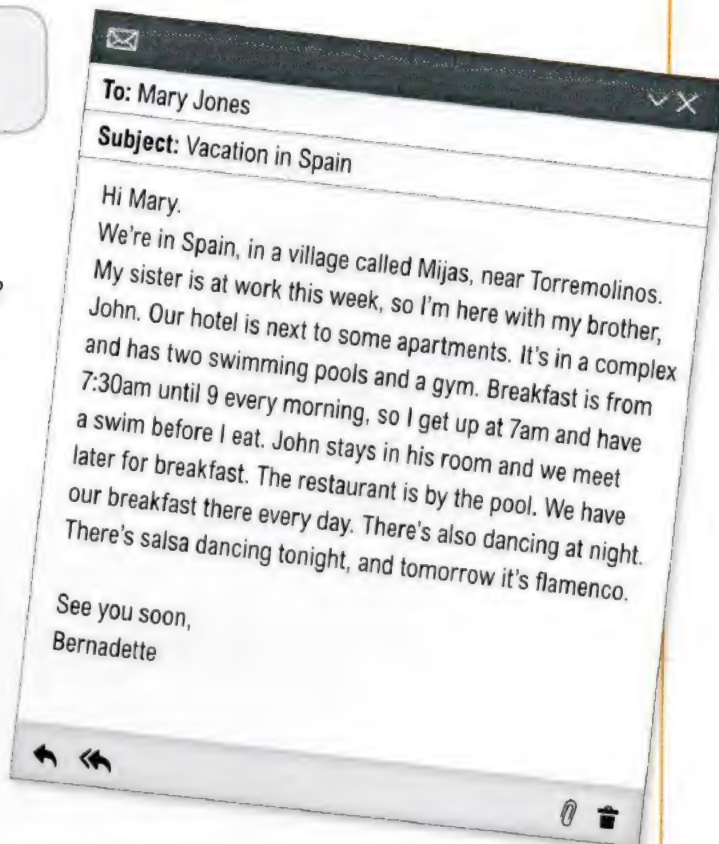 To: Mary Jones
Subject: Vacation in Spain
Hi Mary.
We're in Spain, in a village called Mijas, near Torremolinos.
My sister is at work this week, so I'm here with my brother,
John. Our hotel is next to some apartments. It's in a complex
and has two swimming pools and a gym. Breakfast is from
7:30am until 9 every morning, so I get up at 7am and have
a swim before I eat. John stays in his room and we meet
later for breakfast. The restaurant is by the pool. We have
our breakfast there every day. There's also dancing at night.
There's salsa dancing tonight, and tomorrow it's flamenco.
See you soon,
Bernadette